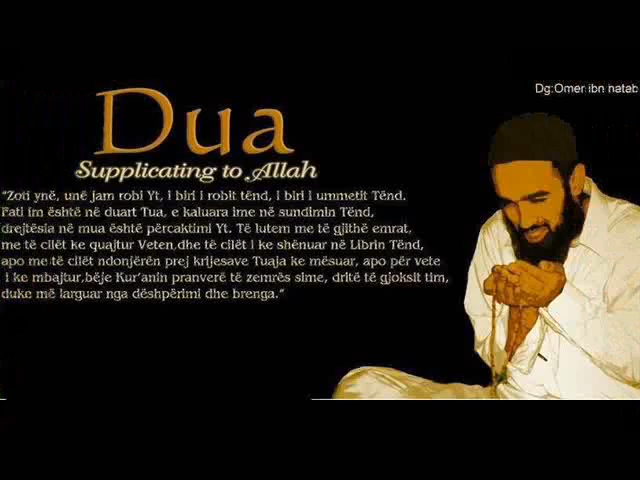 Dg:Omer ibn hatab
Dua
Supplicating to Allah
"Zoti ynë, unë jam robi Yt, i biri i robit tënd, i biri i ummetit Tënd.
Fati im është në duart Tua, e kaluara ime në sundimin Tënd,
drejtësia në mua është përcaktimi Yt. Të lutem me të gjithë emrat,
me të cilët ke quajtur Veten,dhe të cilët i ke shënuar në Librin Tënd,
apo me të cilët ndonjërën prej krijesave Tuaja ke mësuar, apo për vete
i ke mbajtur,bëje Kur'anin pranverë të zemrës sime, dritë të gjoksit tim,
duke më larguar nga dëshpërimi dhe brenga."